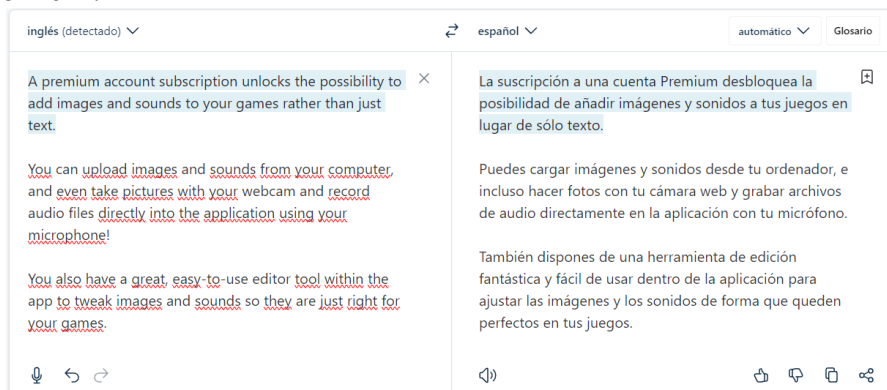 inglés (detectado)
español
automático
Glosario
A premium account subscription unlocks the possibility to
add images and sounds to your games rather than just
text.
You can upload images and sounds from your computer,
and even take pictures with your webcam and record
audio files directly into the application using your
microphone!
You also have a great, easy-to-use editor tool within the
app to tweak images and sounds so they are just right for
your games.
La suscripción a una cuenta Premium desbloquea la
posibilidad de añadir imágenes y sonidos a tus juegos en
lugar de sólo texto.
Puedes cargar imágenes y sonidos desde tu ordenador, e
incluso hacer fotos con tu cámara web y grabar archivos
de audio directamente en la aplicación con tu micrófono.
También dispones de una herramienta de edición
fantástica y fácil de usar dentro de la aplicación para
ajustar las imágenes y los sonidos de forma que queden
perfectos en tus juegos.